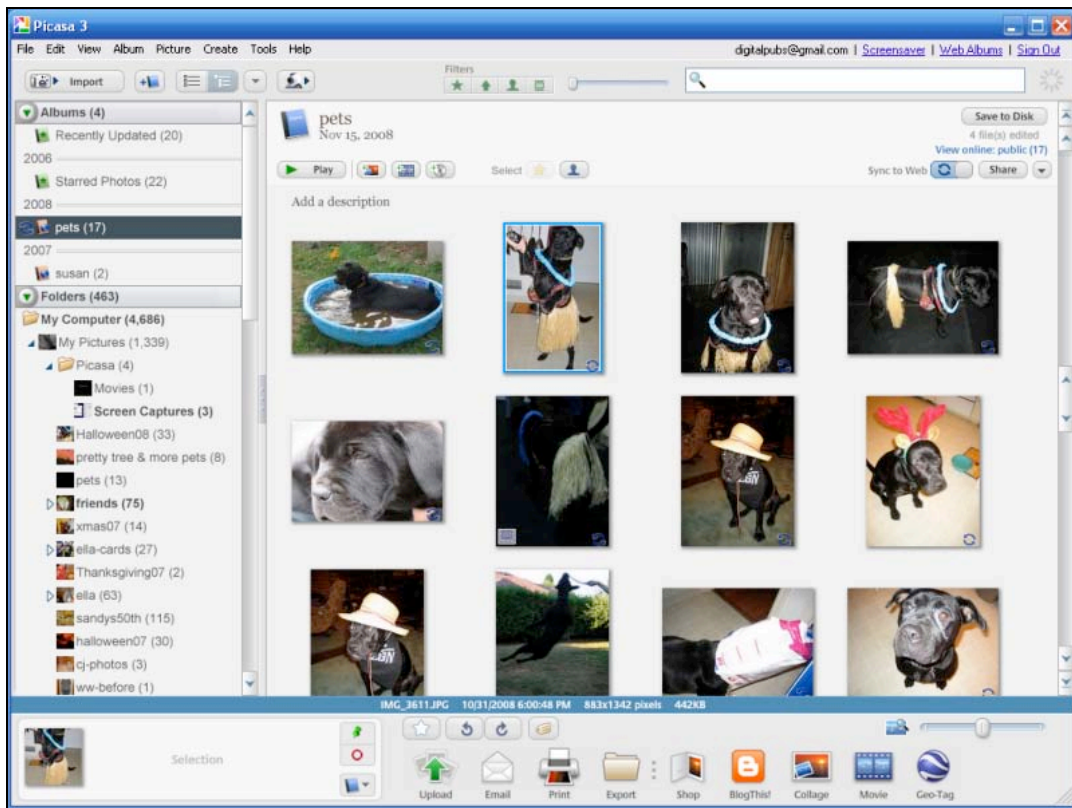 Picasa 3
File Edit View Album Picture Create Tools Help
digitalpubs@gmail.com | Screensaver | Web Albums | Sign Out
Import
Filters
Albums (4)
Recently Updated (20)
2006
Starred Photos (22)
2008
pets (17)
2007
susan (2)
Folders (463)
My Computer (4,686)
My Pictures (1,339)
Picasa (4)
Movies (1)
Screen Captures (3)
Halloween08 (33)
pretty tree & more pets (8)
pets (13)
friends (75)
xmas07 (14)
ella-cards (27)
Thanksgiving07 (2)
ella (63)
sandys50th (115)
halloween07 (30)
cj-photos (3)
ww-before (1)
pets
Nov 15, 2008
Save to Disk
4 file(s) edited
View online: public (17)
Play
Select
Sync to Web
Share
Add a description
IMG_3611.JPG 10/31/2008 6:00:48 PM 883x1342 pixels 442KB
Selection
Upload
Email
Print
Export
Shop
BlogThis!
Collage
Movie
Geo-Tag